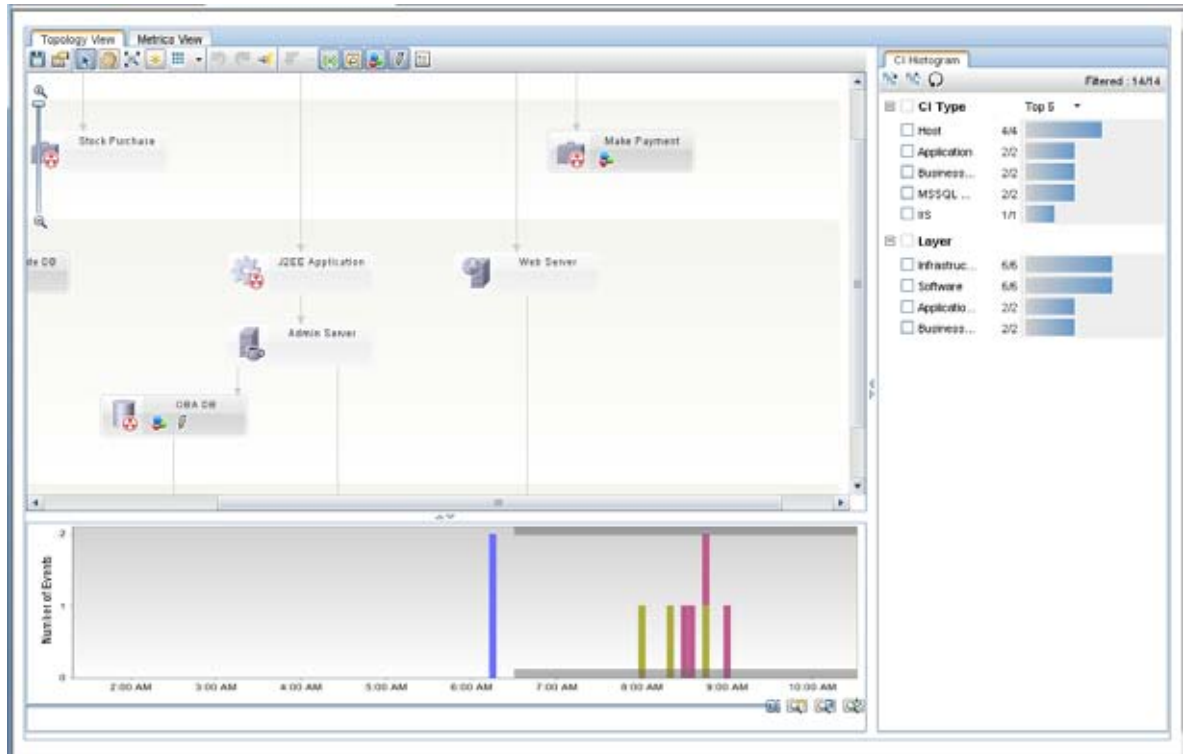 Topology View Metrics View
CI Histogram
Filtered : 14/14
CI Type Top 5
Host 4/4
Application 2/2
Business... 2/2
MSSQL ... 2/2
IIS 1/1
Layer
Infrastruc... 6/6
Software 6/6
Applicatio... 2/2
Business... 2/2
Stock Purchase
Make Payment
de DB
J2EE Application
Web Server
Admin Server
OBA DB
Number of Events
2
1
0
2:00 AM 3:00 AM 4:00 AM 5:00 AM 6:00 AM 7:00 AM 8:00 AM 9:00 AM 10:00 AM